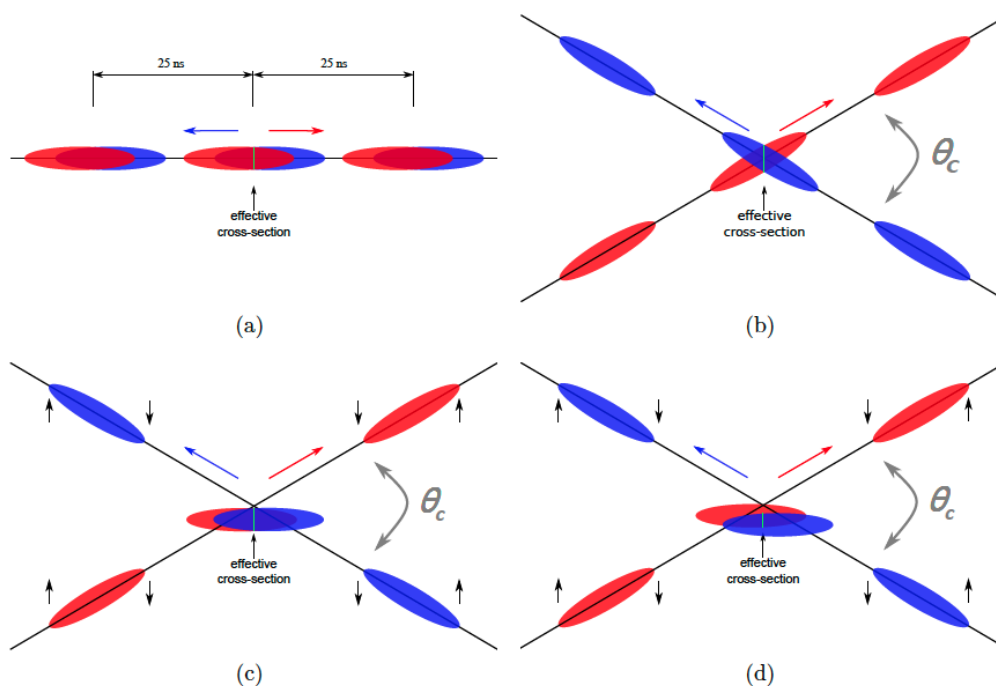 25 ns 25 ns
effective
cross-section
(a)
θc
effective
cross-section
(b)
θc
effective
cross-section
(c)
θc
effective
cross-section
(d)